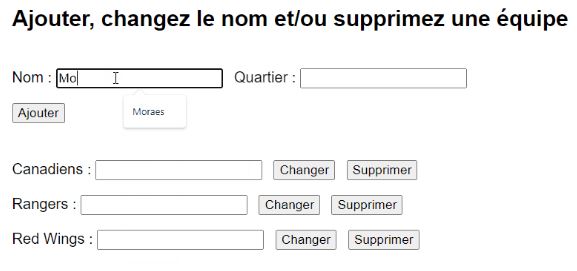 Ajouter, changez le nom et/ou supprimez une équipe
Nom : Mo Quartier :
Moraes
Ajouter
Canadiens : Changer Supprimer
Rangers : Changer Supprimer
Red Wings : Changer Supprimer